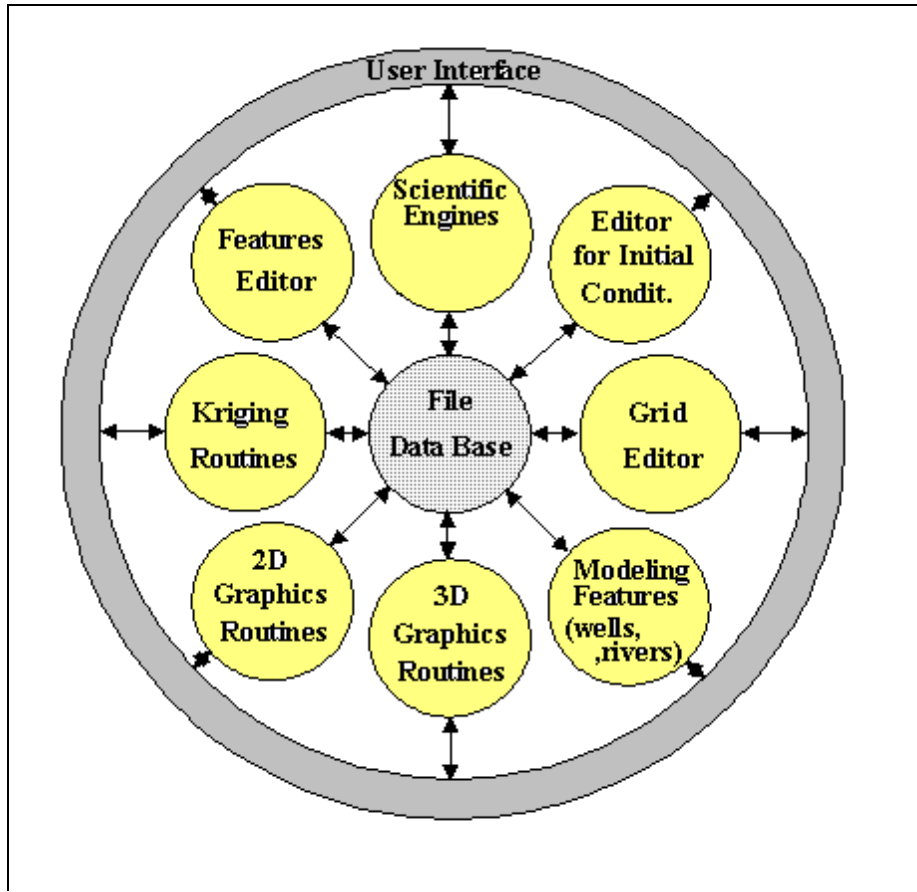 User Interface
Scientific
Engines
Features
Editor
Editor
for Initial
Condit.
Kriging
Routines
File
Data Base
Grid
Editor
2D
Graphics
Routines
3D
Graphics
Routines
Modeling
Features
(wells,
,rivers)